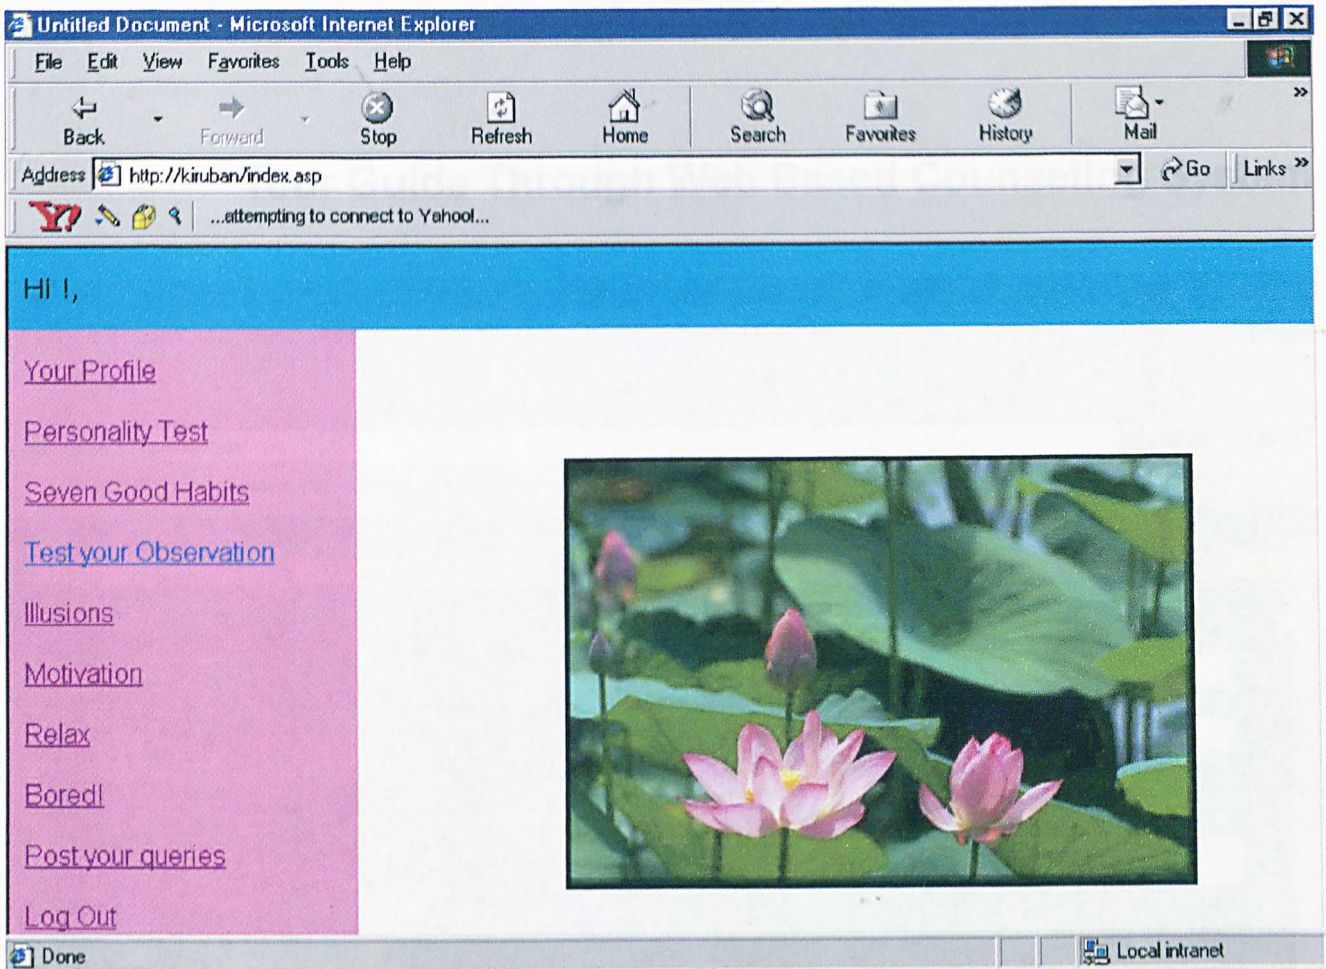 Untitled Document - Microsoft Internet Explorer
File Edit View Favorites Tools Help
Back Forward Stop Refresh Home Search Favorites History Mail
Address http://kiruban/index.asp Go Links
Y! ...attempting to connect to Yahoo!...
Hi !,
Your Profile
Personality Test
Seven Good Habits
Test your Observation
Illusions
Motivation
Relax
Bored!
Post your queries
Log Out
Done Local intranet